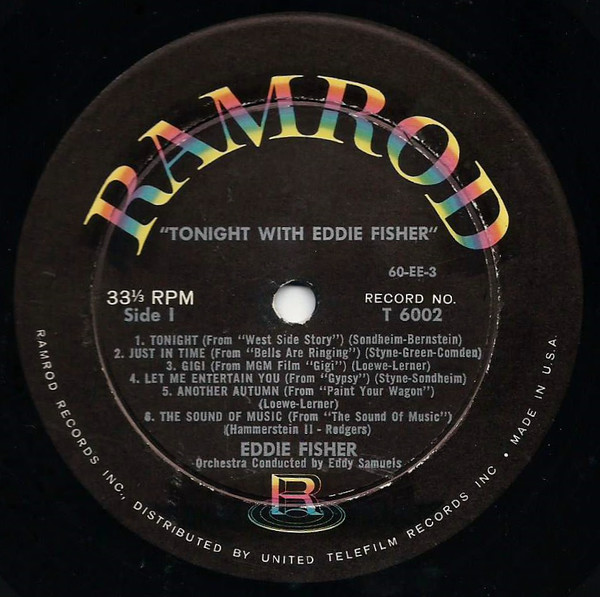 RAMROD
"TONIGHT WITH EDDIE FISHER"
60-EE-3
33⅓ RPM
Side 1
RECORD NO.
T 6002
1. TONIGHT (From "West Side Story") (Sondheim-Bernstein)
2. JUST IN TIME (From "Bells Are Ringing") (Styne-Green-Comden)
3. GIGI (From MGM Film "Gigi") (Loewe-Lerner)
4. LET ME ENTERTAIN YOU (From "Gypsy") (Styne-Sondheim)
5. ANOTHER AUTUMN (From "Paint Your Wagon")
(Loewe-Lerner)
6. THE SOUND OF MUSIC (From "The Sound Of Music")
(Hammerstein II - Rodgers)
EDDIE FISHER
Orchestra Conducted by Eddy Samuels
R
RAMROD RECORDS INC., DISTRIBUTED BY UNITED TELEFILM RECORDS INC • MADE IN U.S.A.